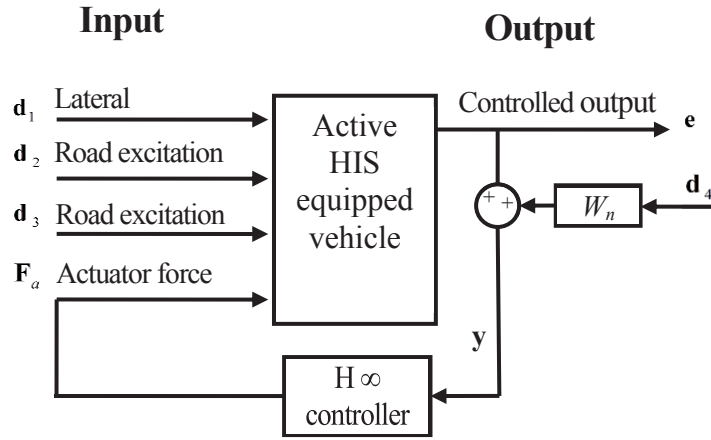 Input
Output
d₁ Lateral
d₂ Road excitation
d₃ Road excitation
Fₐ Actuator force
Active
HIS
equipped
vehicle
Controlled output
e
+ +
Wₙ
d₄
y
H ∞
controller